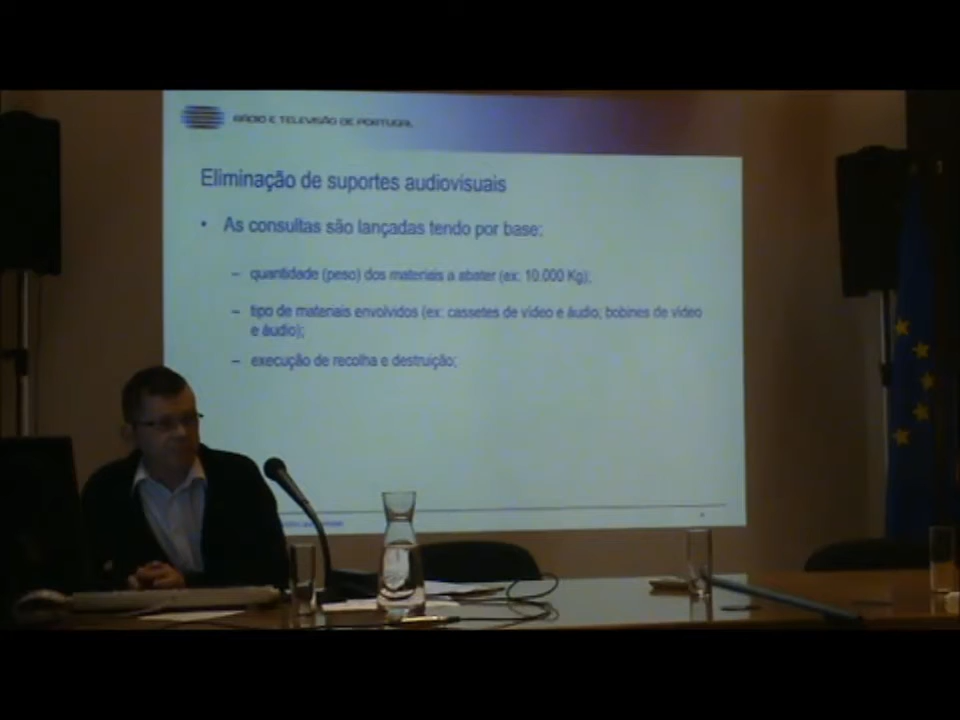 RÁDIO E TELEVISÃO DE PORTUGAL
Eliminação de suportes audiovisuais
• As consultas são lançadas tendo por base:
– quantidade (peso) dos materiais a abater (ex: 10.000 Kg);
– tipo de materiais envolvidos (ex: cassetes de vídeo e áudio, bobines de vídeo
e áudio);
– execução de recolha e destruição;